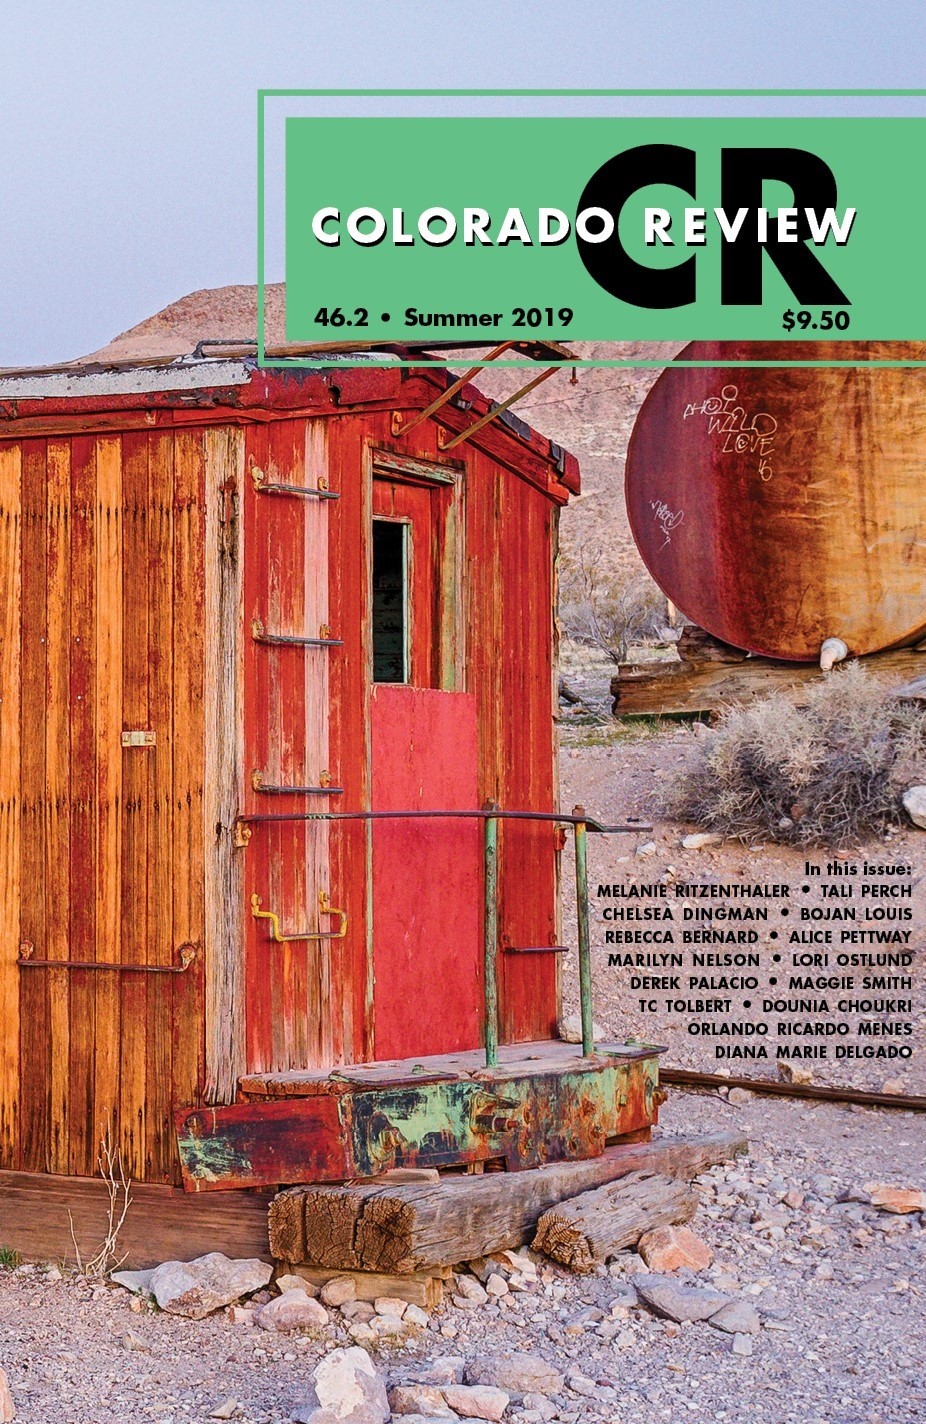 CR
COLORADO REVIEW
46.2 • Summer 2019
$9.50
WILD
LOVE
In this issue:
MELANIE RITZENTHALER • TALI PERCH
CHELSEA DINGMAN • BOJAN LOUIS
REBECCA BERNARD • ALICE PETTWAY
MARILYN NELSON • LORI OSTLUND
DEREK PALACIO • MAGGIE SMITH
TC TOLBERT • DOUNIA CHOUKRI
ORLANDO RICARDO MENES
DIANA MARIE DELGADO